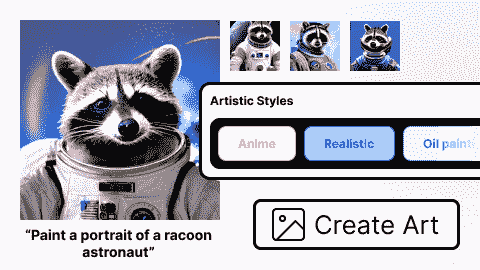 Artistic Styles
Anime
Realistic
Oil paint
Create Art
“Paint a portrait of a racoon
astronaut”